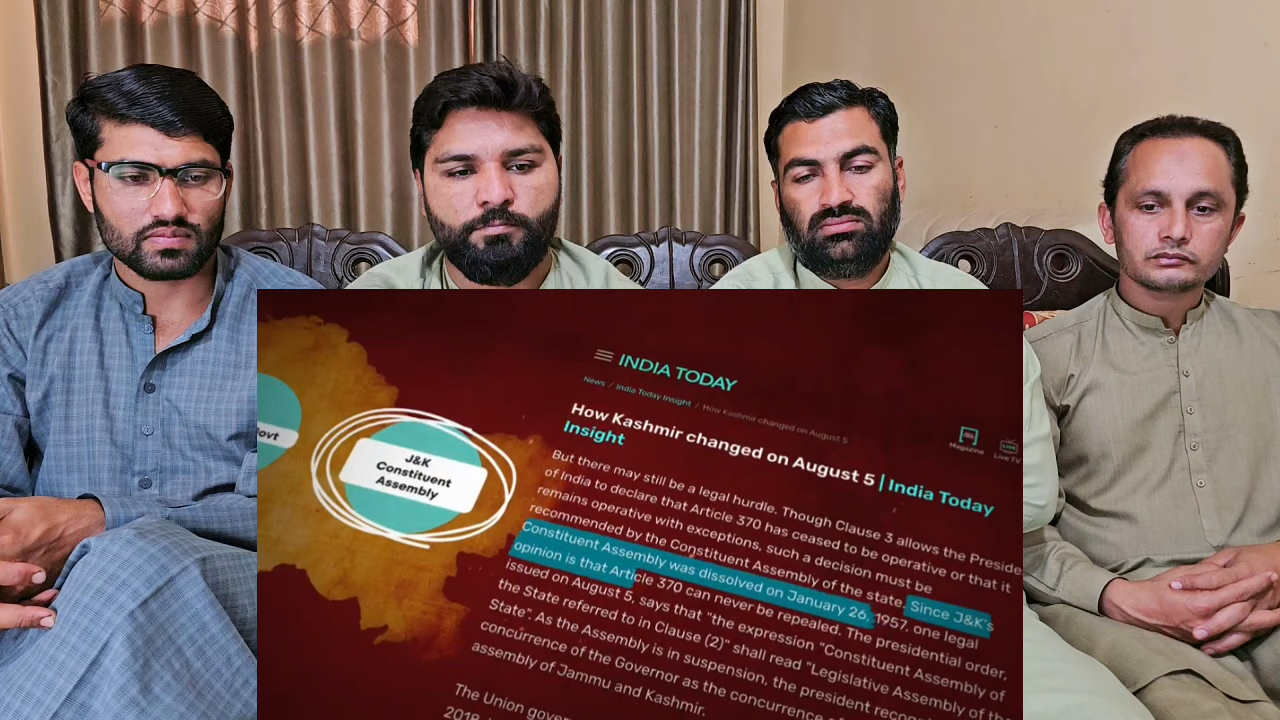 ovt
J&K
Constituent
Assembly
INDIA TODAY
News / India Today Insight / How Kashmir changed on August 5
Magazine
Live TV
How Kashmir changed on August 5 | India Today
Insight
But there may still be a legal hurdle. Though Clause 3 allows the Preside
of India to declare that Article 370 has ceased to be operative or that it
remains operative with exceptions, such a decision must be
recommended by the Constituent Assembly of the state. Since J&K's
Constituent Assembly was dissolved on January 26, 1957, one legal
opinion is that Article 370 can never be repealed. The presidential order,
issued on August 5, says that "the expression "Constituent Assembly of
the State referred to in Clause (2)" shall read "Legislative Assembly of the
State". As the Assembly is in suspension, the president recog
concurrence of the Governor as the concurrence of
assembly of Jammu and Kashmir.
The Union gover
2018